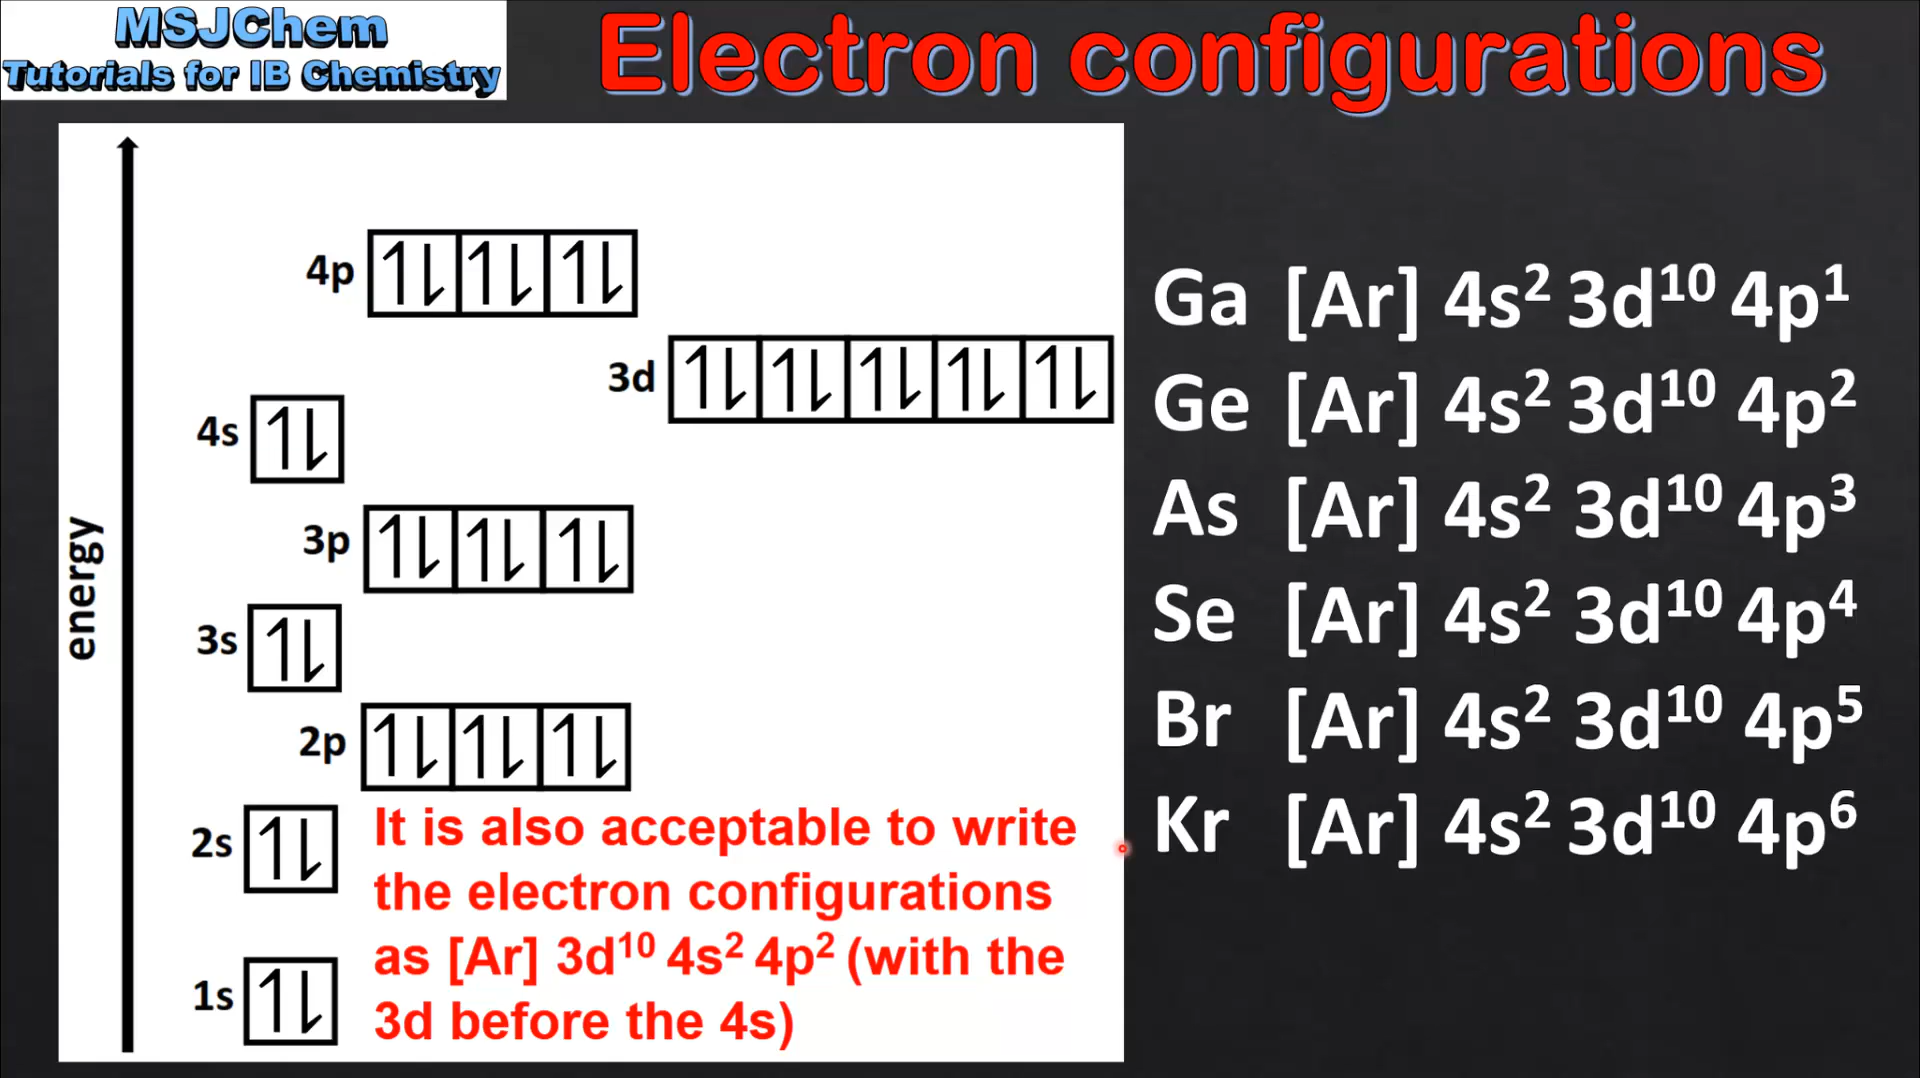 MSJChem
Tutorials for IB Chemistry
Electron configurations
energy
4p
3d
4s
3p
3s
2p
2s
1s
It is also acceptable to write
the electron configurations
as [Ar] 3d¹⁰ 4s² 4p² (with the
3d before the 4s)
Ga [Ar] 4s² 3d¹⁰ 4p¹
Ge [Ar] 4s² 3d¹⁰ 4p²
As [Ar] 4s² 3d¹⁰ 4p³
Se [Ar] 4s² 3d¹⁰ 4p⁴
Br [Ar] 4s² 3d¹⁰ 4p⁵
Kr [Ar] 4s² 3d¹⁰ 4p⁶